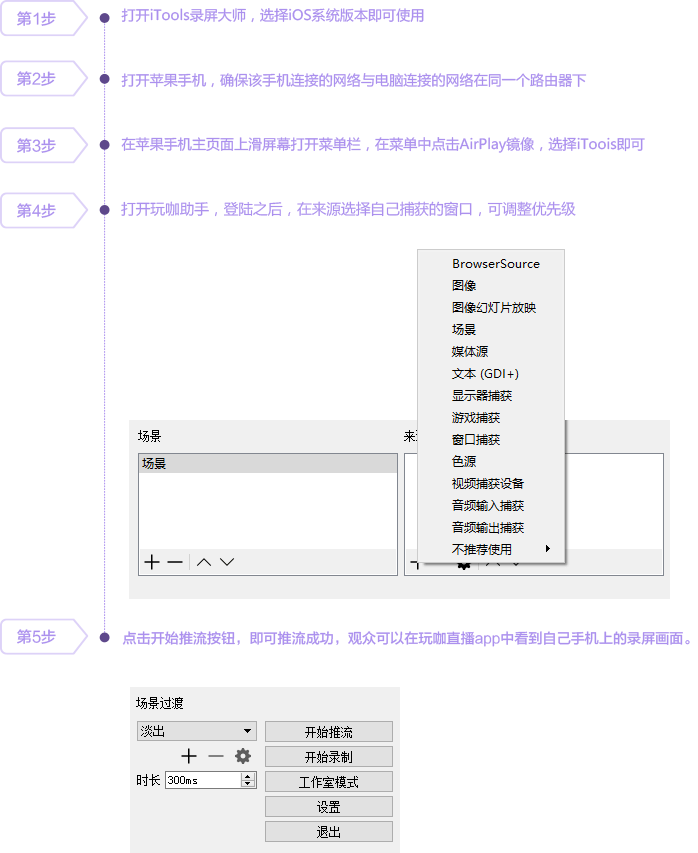 第1步
打开iTools录屏大师，选择iOS系统版本即可使用
第2步
打开苹果手机，确保该手机连接的网络与电脑连接的网络在同一个路由器下
第3步
在苹果手机主页面上滑屏幕打开菜单栏，在菜单中点击AirPlay镜像，选择iToois即可
第4步
打开玩咖助手，登陆之后，在来源选择自己捕获的窗口，可调整优先级
BrowserSource
图像
图像幻灯片放映
场景
媒体源
文本 (GDI+)
显示器捕获
游戏捕获
窗口捕获
色源
视频捕获设备
音频输入捕获
音频输出捕获
不推荐使用
场景
来
场景
第5步
点击开始推流按钮，即可推流成功，观众可以在玩咖直播app中看到自己手机上的录屏画面。
场景过渡
淡出
开始推流
开始录制
时长 300ms
工作室模式
设置
退出